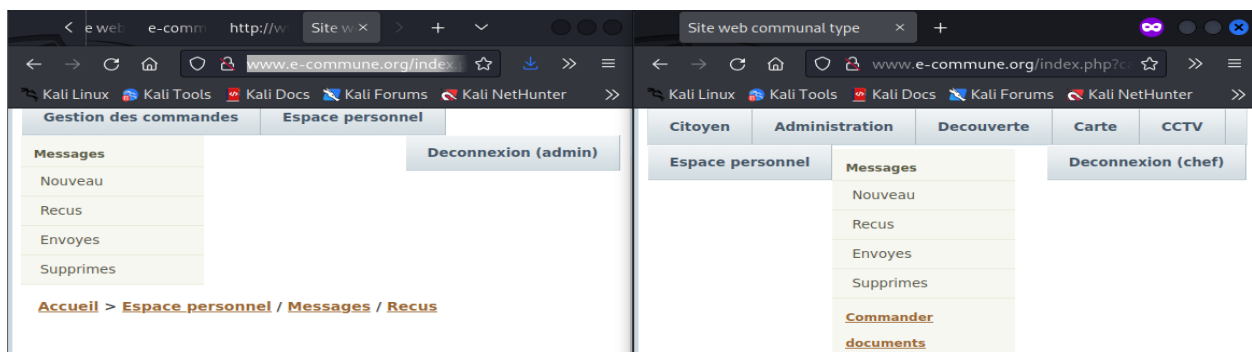 e web e-comm http://w Site w
www.e-commune.org/index.
Kali Linux Kali Tools Kali Docs Kali Forums Kali NetHunter
Gestion des commandes Espace personnel
Messages
Deconnexion (admin)
Nouveau
Recus
Envoyes
Supprimes
Accueil > Espace personnel / Messages / Recus
Site web communal type
www.e-commune.org/index.php?c
Kali Linux Kali Tools Kali Docs Kali Forums Kali NetHunter
Citoyen Administration Decouverte Carte CCTV
Espace personnel
Messages
Deconnexion (chef)
Nouveau
Recus
Envoyes
Supprimes
Commander
documents